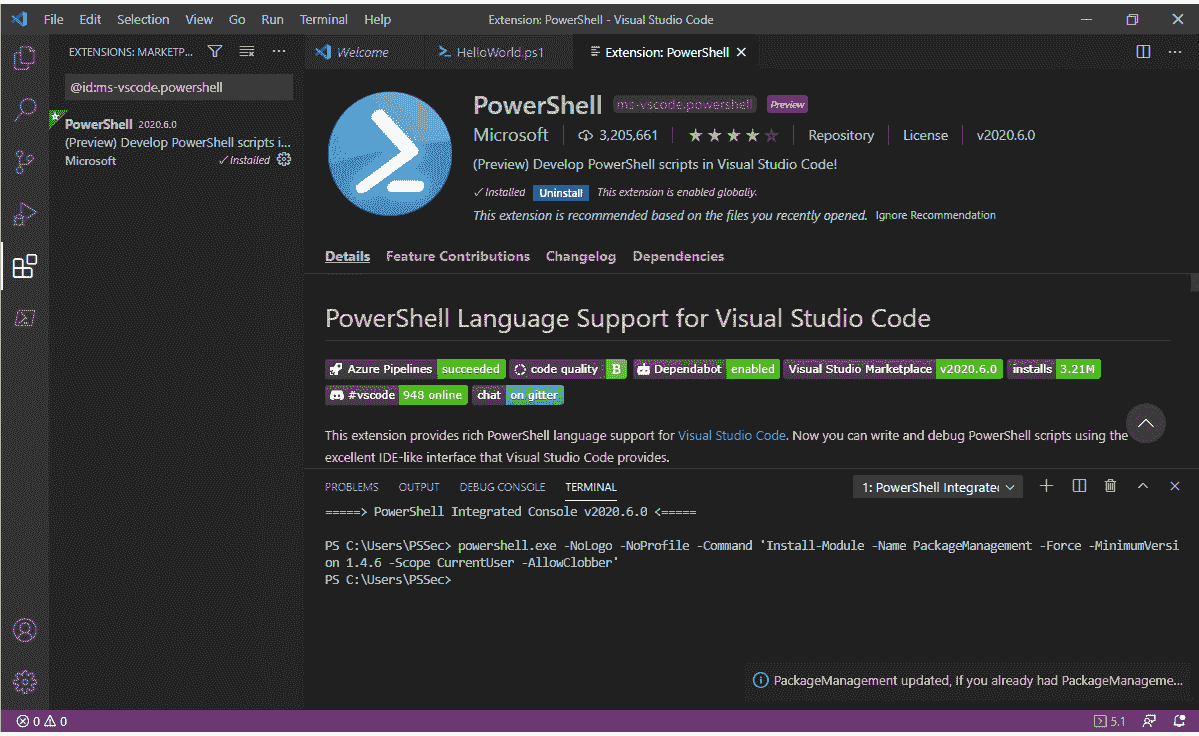 File Edit Selection View Go Run Terminal Help Extension: PowerShell - Visual Studio Code
EXTENSIONS: MARKETP...
@id:ms-vscode.powershell
PowerShell 2020.6.0
(Preview) Develop PowerShell scripts i...
Microsoft ✓ Installed
Welcome HelloWorld.ps1 Extension: PowerShell
PowerShell ms-vscode.powershell Preview
Microsoft 3,205,661 ★★★★☆ Repository License v2020.6.0
(Preview) Develop PowerShell scripts in Visual Studio Code!
✓ Installed Uninstall This extension is enabled globally.
This extension is recommended based on the files you recently opened. Ignore Recommendation
Details Feature Contributions Changelog Dependencies
PowerShell Language Support for Visual Studio Code
Azure Pipelines succeeded code quality B Dependabot enabled Visual Studio Marketplace v2020.6.0 installs 3.21M
#vscode 948 online chat on gitter
This extension provides rich PowerShell language support for Visual Studio Code. Now you can write and debug PowerShell scripts using the
excellent IDE-like interface that Visual Studio Code provides.
PROBLEMS OUTPUT DEBUG CONSOLE TERMINAL 1: PowerShell Integrate
=====> PowerShell Integrated Console v2020.6.0 <=====
PS C:\Users\PSSec> powershell.exe -NoLogo -NoProfile -Command 'Install-Module -Name PackageManagement -Force -MinimumVersi
on 1.4.6 -Scope CurrentUser -AllowClobber'
PS C:\Users\PSSec>
PackageManagement updated, If you already had PackageManageme...
0 0 5.1